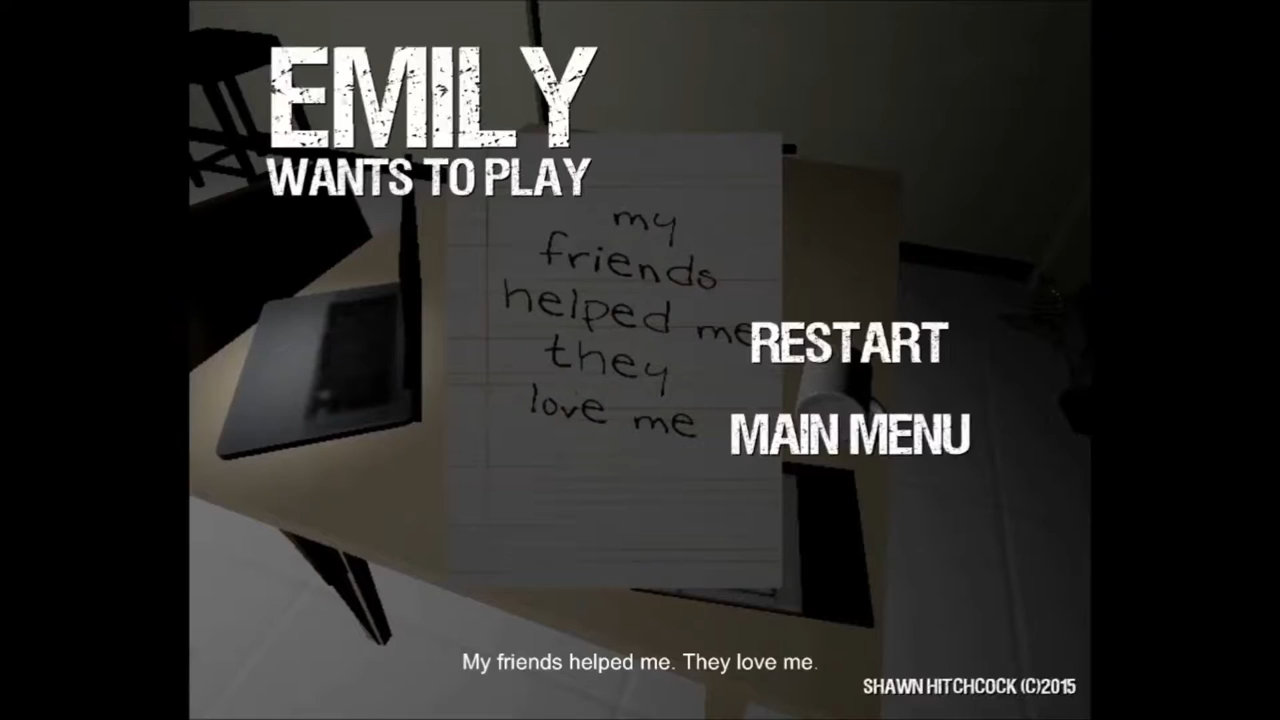 EMILY
WANTS TO PLAY
my
friends
helped me
they
love me
RESTART
MAIN MENU
My friends helped me. They love me.
SHAWN HITCHCOCK (C)2015